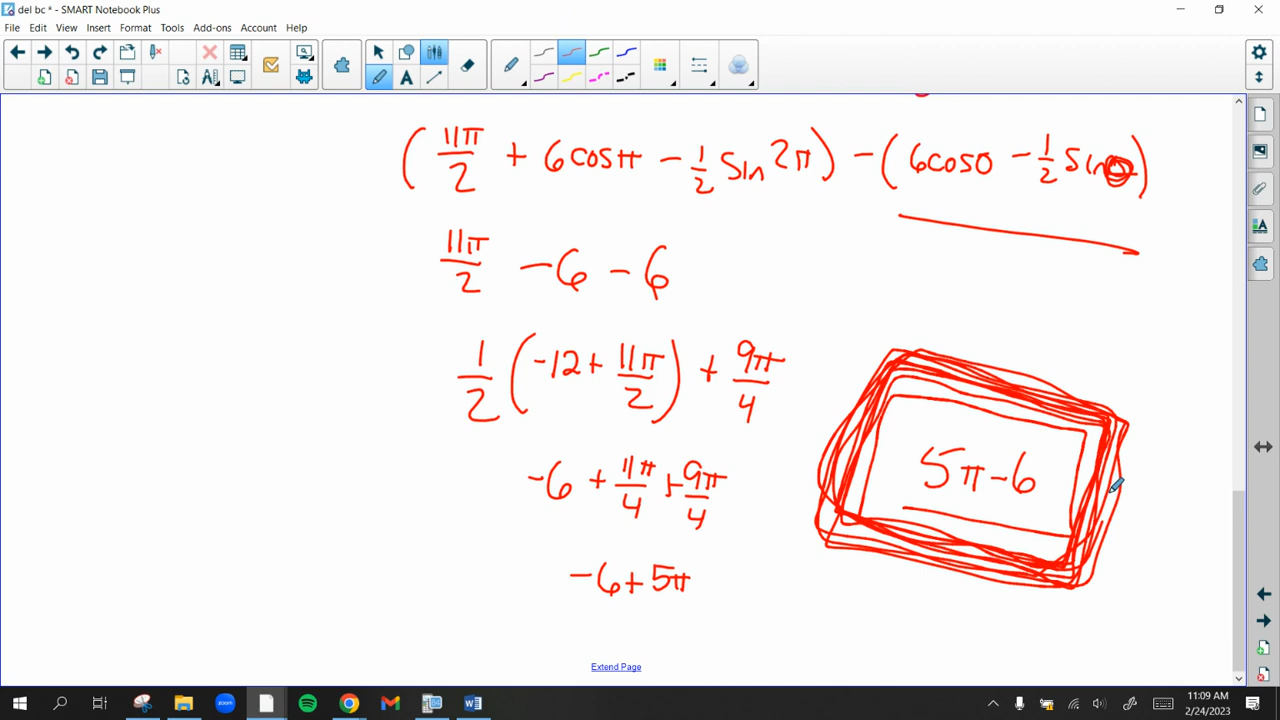 del bc * - SMART Notebook Plus
File Edit View Insert Format Tools Add-ons Account Help
(11π/2 + 6cosπ - 1/2 sin 2π) - (6cos0 - 1/2 sin 0)
11π/2 - 6 - 6
1/2 (-12 + 11π/2) + 9π/4
-6 + 11π/4 + 9π/4
5π-6
-6+5π
Extend Page
11:09 AM
2/24/2023